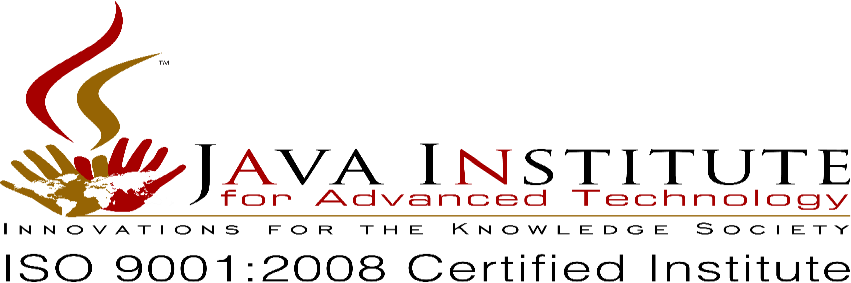 ™
JAVA INSTITUTE
for Advanced Technology
INNOVATIONS FOR THE KNOWLEDGE SOCIETY
ISO 9001:2008 Certified Institute